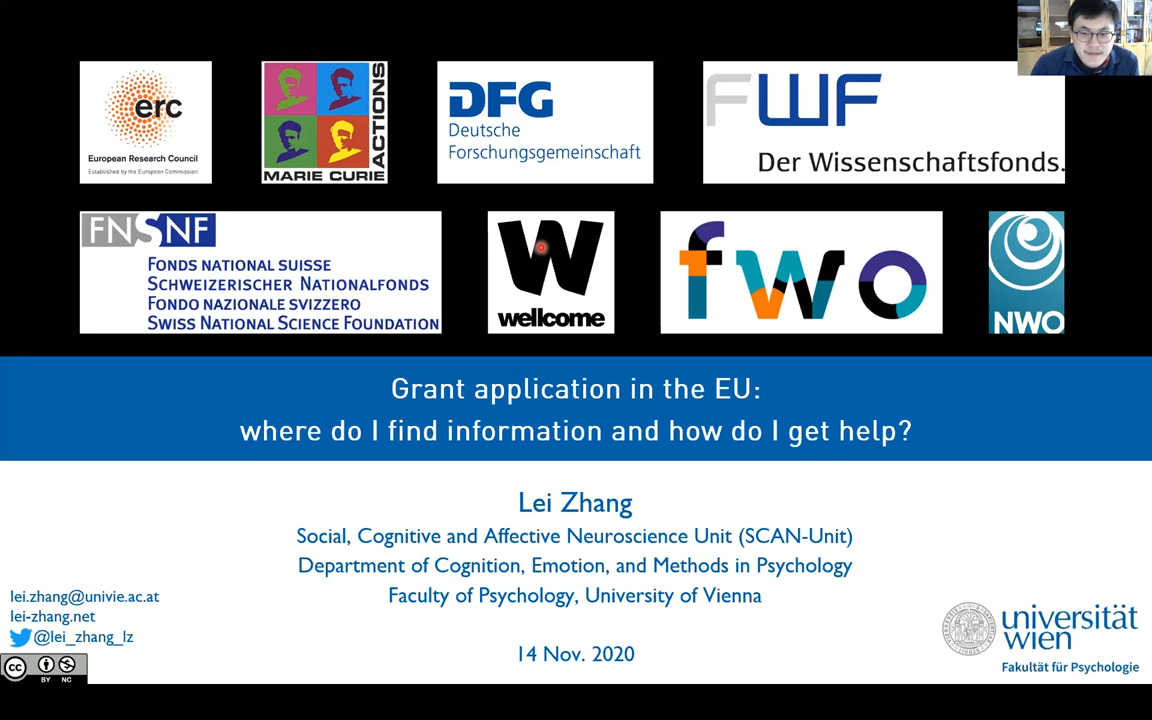 erc
European Research Council
Established by the European Commission
MARIE CURIE
ACTIONS
DFG
Deutsche
Forschungsgemeinschaft
FWF
Der Wissenschaftsfonds.
FNSNF
FONDS NATIONAL SUISSE
SCHWEIZERISCHER NATIONALFONDS
FONDO NAZIONALE SVIZZERO
SWISS NATIONAL SCIENCE FOUNDATION
W
wellcome
fwo
NWO
Grant application in the EU:
where do I find information and how do I get help?
Lei Zhang
Social, Cognitive and Affective Neuroscience Unit (SCAN-Unit)
Department of Cognition, Emotion, and Methods in Psychology
Faculty of Psychology, University of Vienna
14 Nov. 2020
lei.zhang@univie.ac.at
lei-zhang.net
@lei_zhang_lz
cc
BY NC
universität
wien
Fakultät für Psychologie